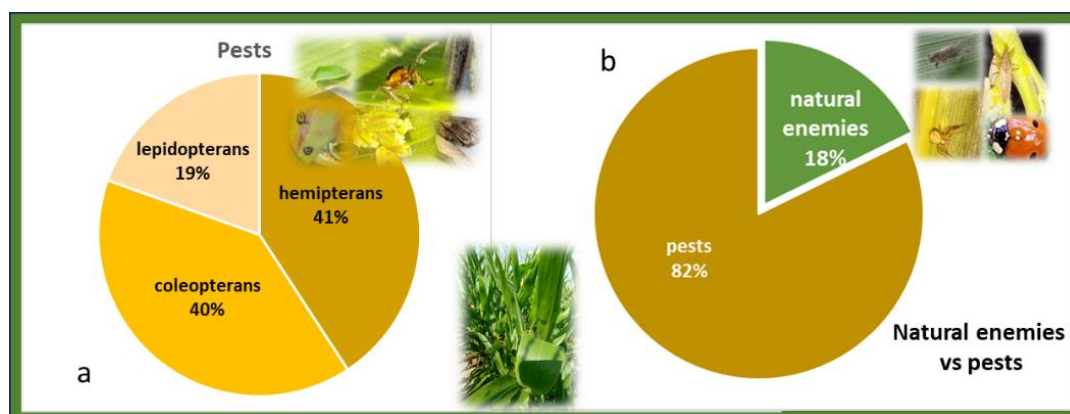 Pests
lepidopterans
19%
hemipterans
41%
coleopterans
40%
a
b
natural
enemies
18%
pests
82%
Natural enemies
vs pests